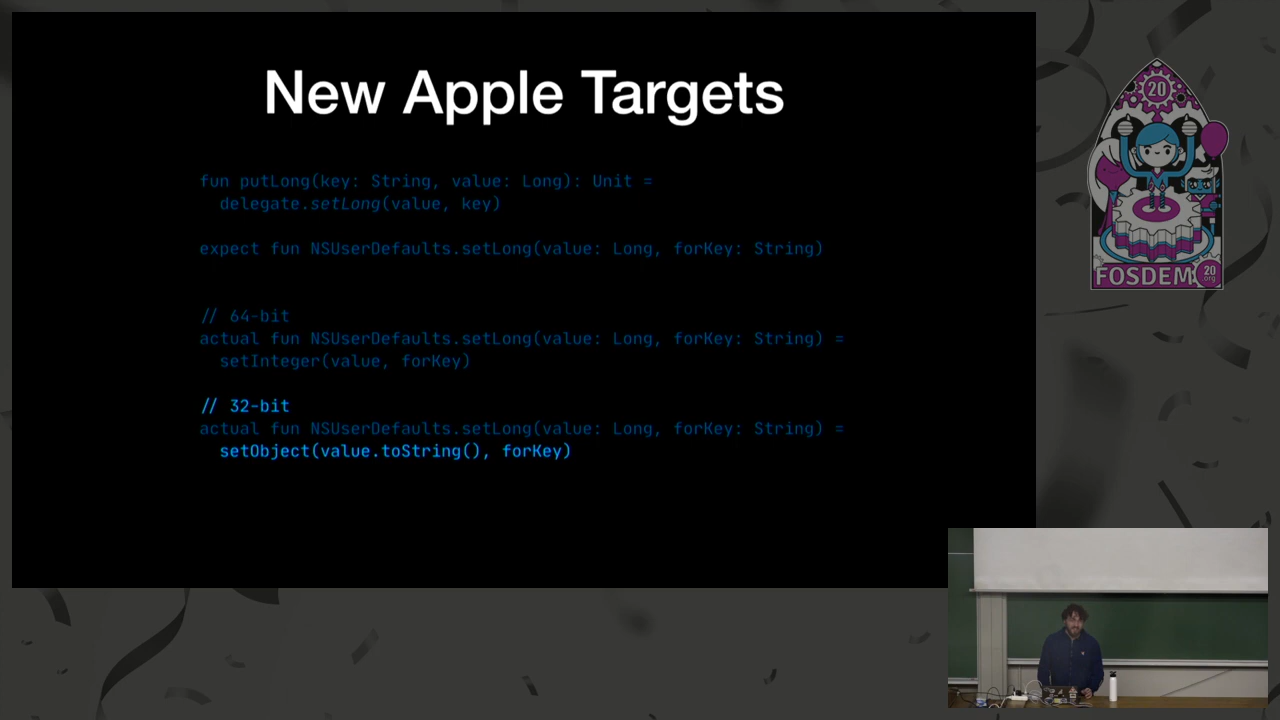 New Apple Targets
fun putLong(key: String, value: Long): Unit =
delegate.setLong(value, key)
expect fun NSUserDefaults.setLong(value: Long, forKey: String)
// 64-bit
actual fun NSUserDefaults.setLong(value: Long, forKey: String) =
setInteger(value, forKey)
// 32-bit
actual fun NSUserDefaults.setLong(value: Long, forKey: String) =
setObject(value.toString(), forKey)
20
FOSDEM
20
.org